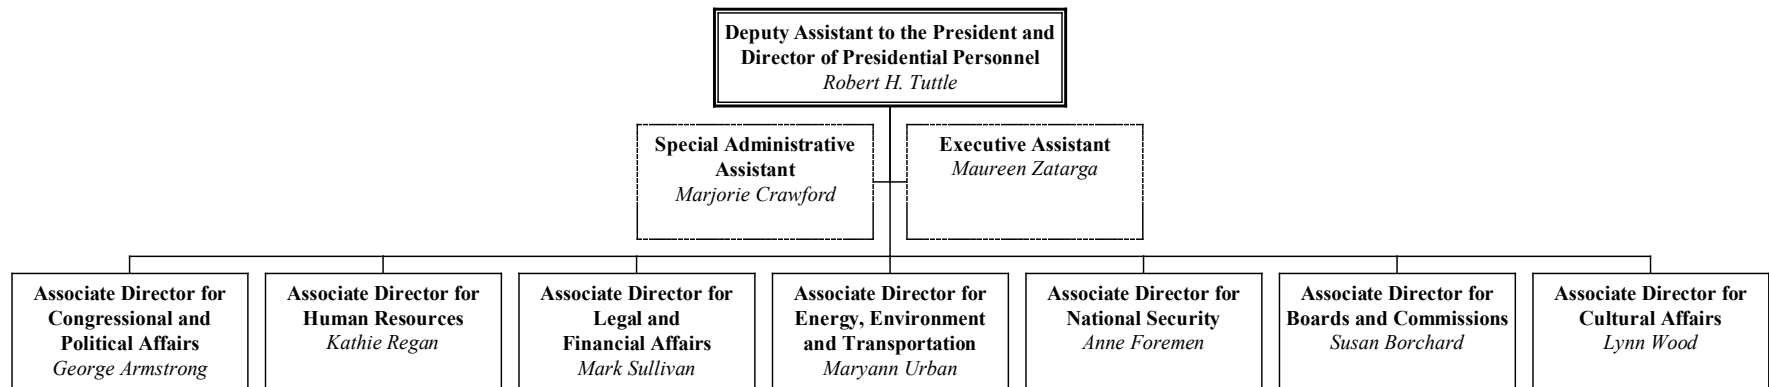 Deputy Assistant to the President and
Director of Presidential Personnel
Robert H. Tuttle
Special Administrative
Assistant
Marjorie Crawford
Executive Assistant
Maureen Zatarga
Associate Director for
Congressional and
Political Affairs
George Armstrong
Associate Director for
Human Resources
Kathie Regan
Associate Director for
Legal and
Financial Affairs
Mark Sullivan
Associate Director for
Energy, Environment
and Transportation
Maryann Urban
Associate Director for
National Security
Anne Foremen
Associate Director for
Boards and Commissions
Susan Borchard
Associate Director for
Cultural Affairs
Lynn Wood